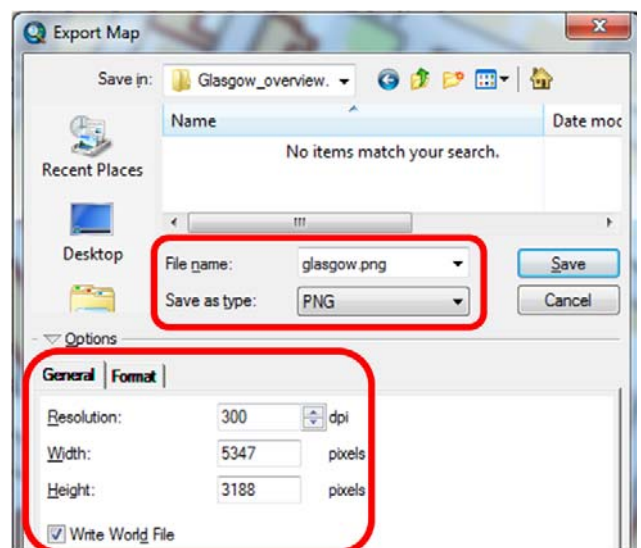 Export Map
Save in: Glasgow_overview.
Name Date moc
No items match your search.
Recent Places
Desktop
File name: glasgow.png Save
Save as type: PNG Cancel
Options
General Format
Resolution: 300 dpi
Width: 5347 pixels
Height: 3188 pixels
Write World File